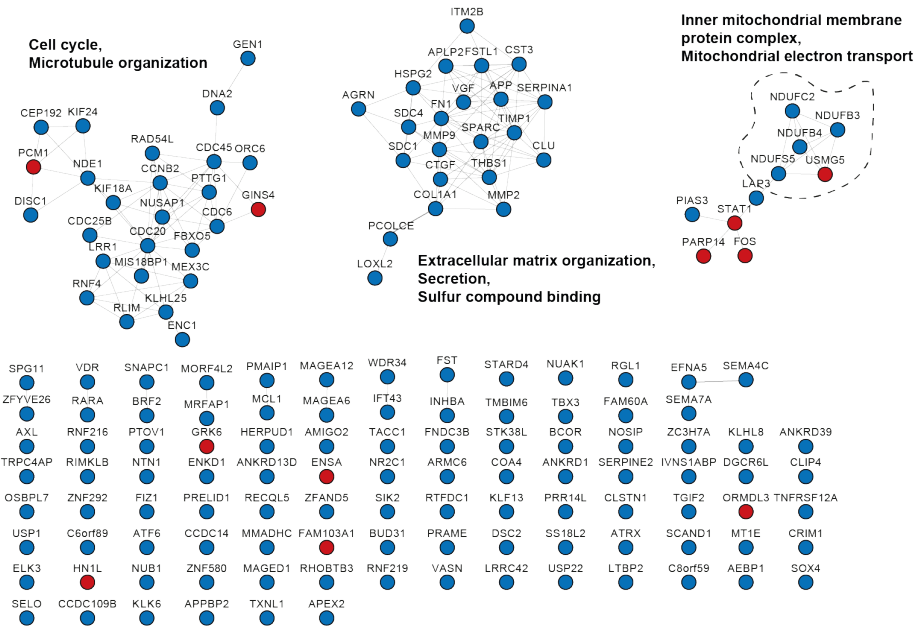 Cell cycle,
Microtubule organization
GEN1
DNA2
CEP192 KIF24
RAD54L CDC45 ORC6
PCM1 NDE1 CCNB2 PTTG1
KIF18A GINS4
DISC1 NUSAP1 CDC6
CDC25B CDC20 FBXO5
LRR1 MIS18BP1 MEX3C
RNF4 KLHL25
RLIM ENC1
ITM2B
APLP2 FSTL1 CST3
HSPG2 VGF APP SERPINA1
AGRN SDC4 FN1 TIMP1
SDC1 MMP9 SPARC CLU
CTGF THBS1
COL1A1 MMP2
PCOLCE
LOXL2
Extracellular matrix organization,
Secretion,
Sulfur compound binding
Inner mitochondrial membrane
protein complex,
Mitochondrial electron transport
NDUFC2
NDUFB3
NDUFB4
NDUFS5 USMG5
LAP3
PIAS3 STAT1
PARP14 FOS
SPG11 VDR SNAPC1 MORF4L2 PMAIP1 MAGEA12 WDR34 FST STARD4 NUAK1 RGL1 EFNA5 SEMA4C
ZFYVE26 RARA BRF2 MRFAP1 MCL1 MAGEA6 IFT43 INHBA TMBIM6 TBX3 FAM60A SEMA7A
AXL RNF216 PTOV1 GRK6 HERPUD1 AMIGO2 TACC1 FNDC3B STK38L BCOR NOSIP ZC3H7A KLHL8 ANKRD39
TRPC4AP RIMKLB NTN1 ENKD1 ANKRD13D ENSA NR2C1 ARMC6 COA4 ANKRD1 SERPINE2 IVNS1ABP DGCR6L CLIP4
OSBPL7 ZNF292 FIZ1 PRELID1 RECQL5 ZFAND5 SIK2 RTFDC1 KLF13 PRR14L CLSTN1 TGIF2 ORMDL3 TNFRSF12A
USP1 C6orf89 ATF6 CCDC14 MMADHC FAM103A1 BUD31 PRAME DSC2 SS18L2 ATRX SCAND1 MT1E CRIM1
ELK3 HN1L NUB1 ZNF580 MAGED1 RHOBTB3 RNF219 VASN LRRC42 USP22 LTBP2 C8orf59 AEBP1 SOX4
SELO CCDC109B KLK6 APPBP2 TXNL1 APEX2